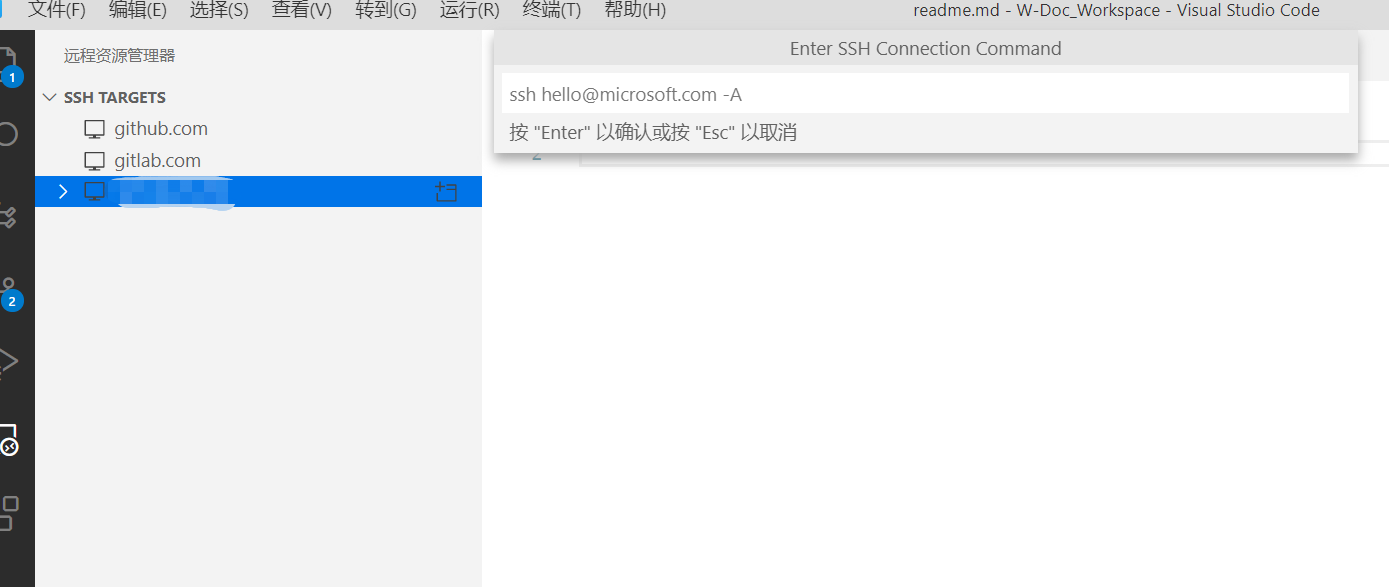 文件(F) 编辑(E) 选择(S) 查看(V) 转到(G) 运行(R) 终端(T) 帮助(H) readme.md - W-Doc_Workspace - Visual Studio Code
远程资源管理器
SSH TARGETS
github.com
gitlab.com
Enter SSH Connection Command
ssh hello@microsoft.com -A
按 "Enter" 以确认或按 "Esc" 以取消
2
1
2